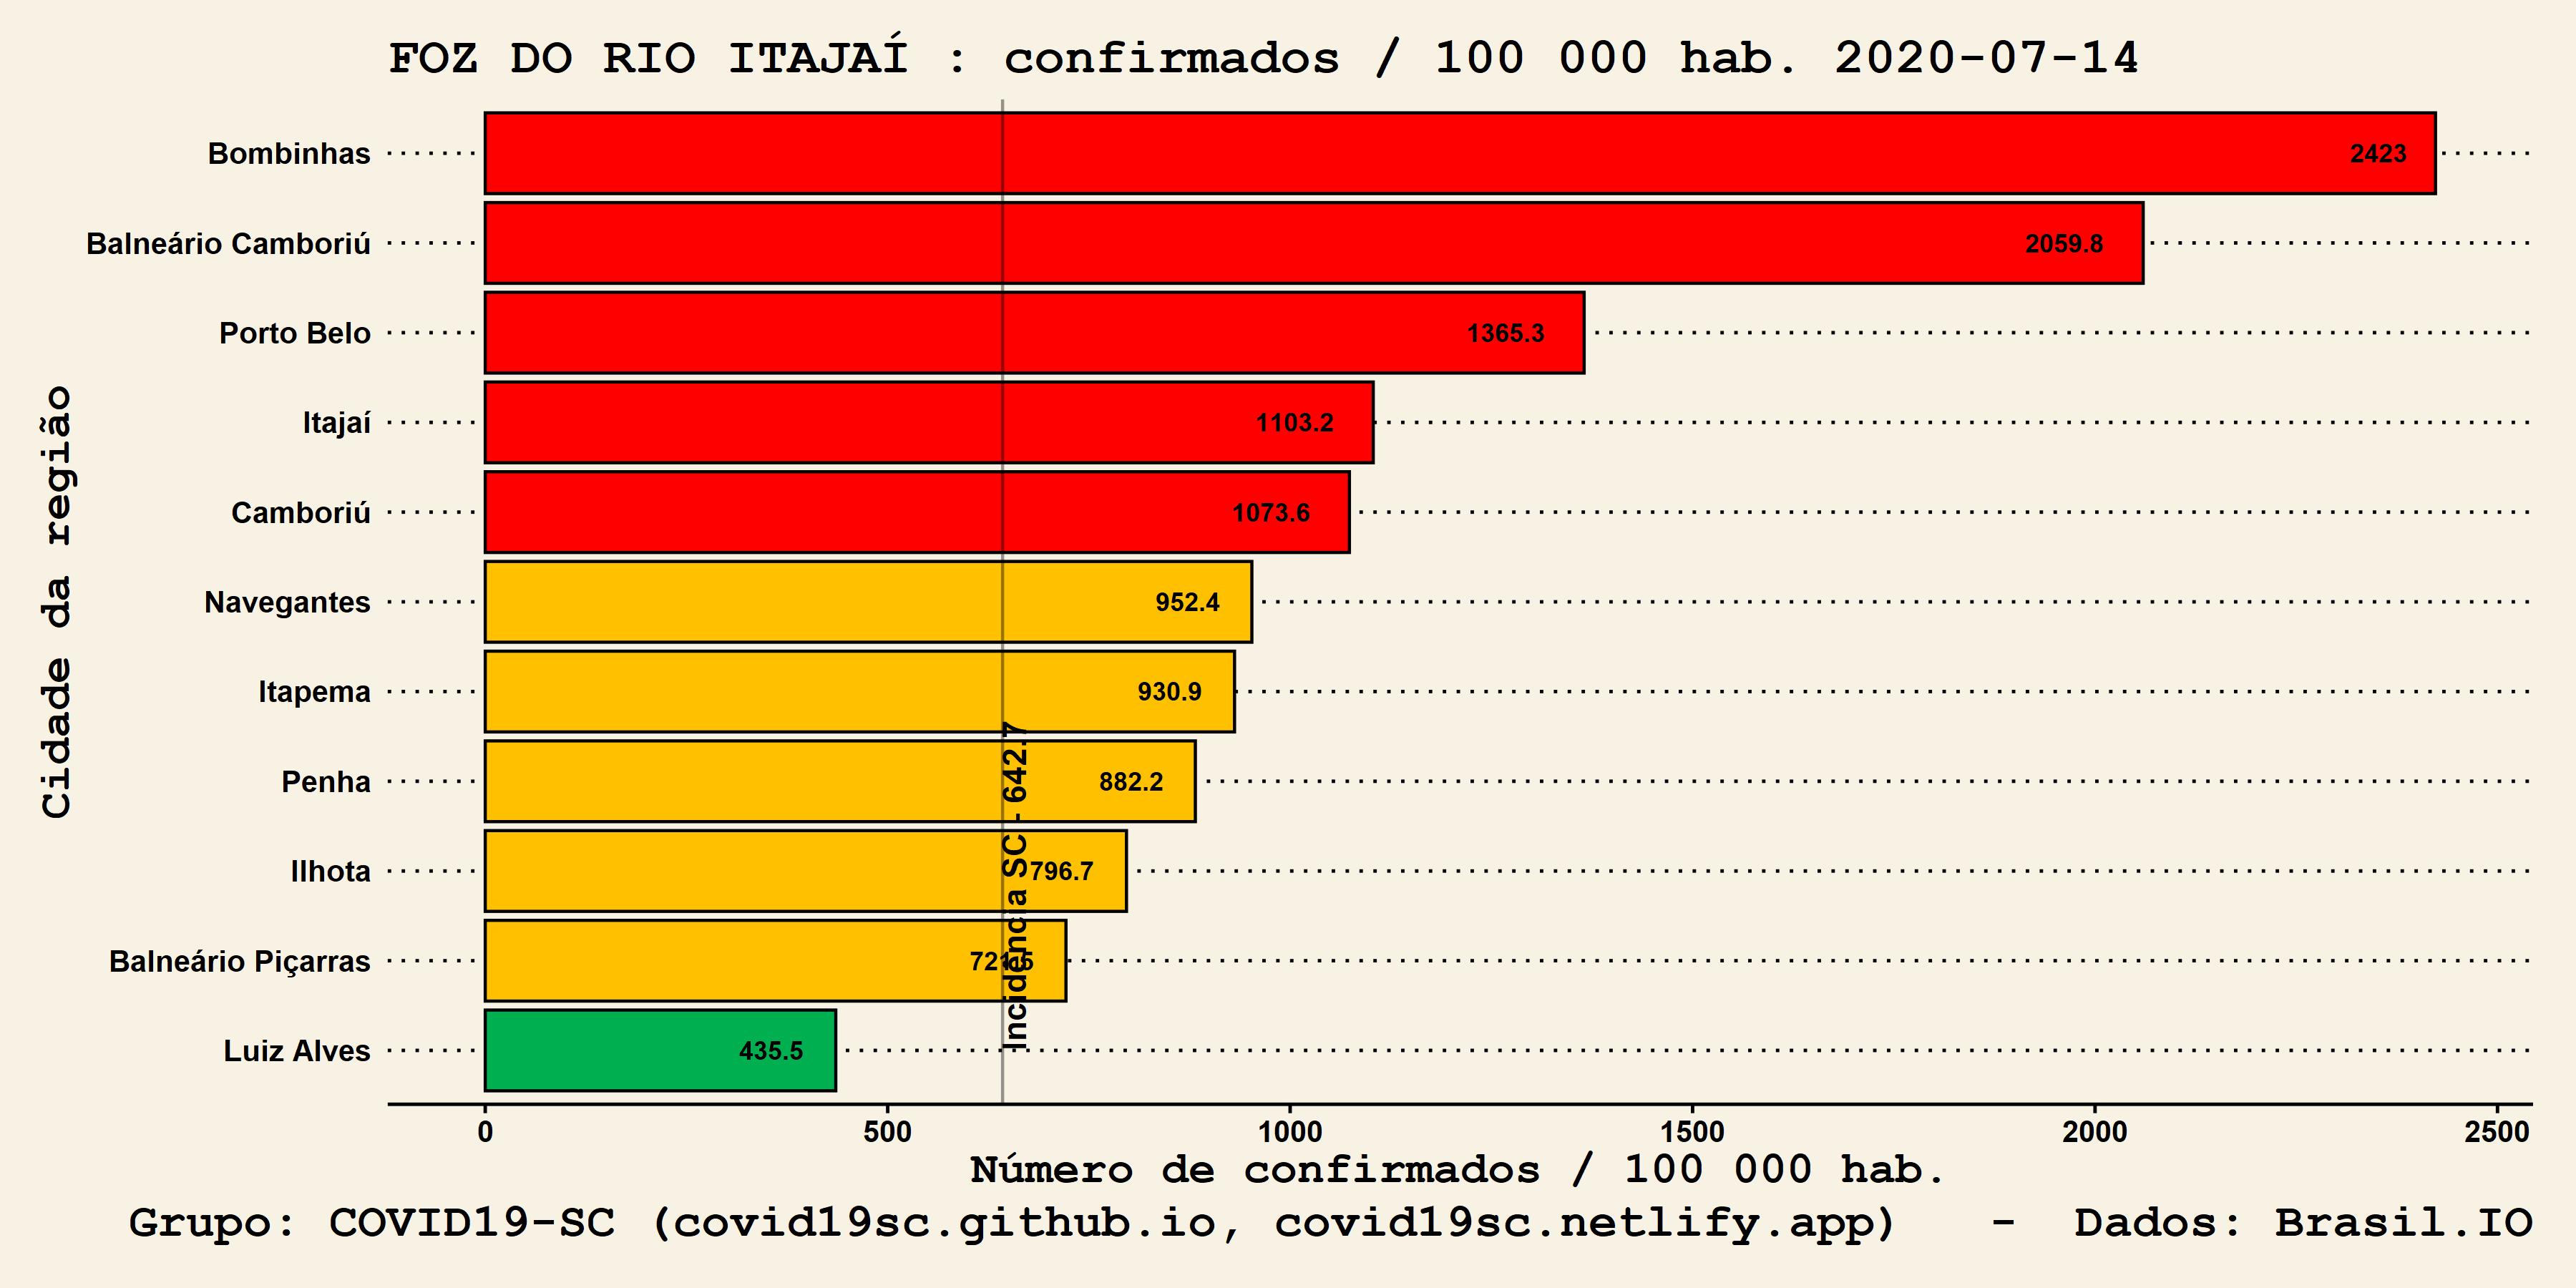 FOZ DO RIO ITAJAÍ : confirmados / 100 000 hab. 2020-07-14
Cidade da região
Bombinhas 2423
Balneário Camboriú 2059.8
Porto Belo 1365.3
Itajaí 1103.2
Camboriú 1073.6
Navegantes 952.4
Itapema 930.9
Penha 882.2
Ilhota 796.7
Balneário Piçarras 721.5
Luiz Alves 435.5
Incidência SC - 642.7
0 500 1000 1500 2000 2500
Número de confirmados / 100 000 hab.
Grupo: COVID19-SC (covid19sc.github.io, covid19sc.netlify.app) - Dados: Brasil.IO